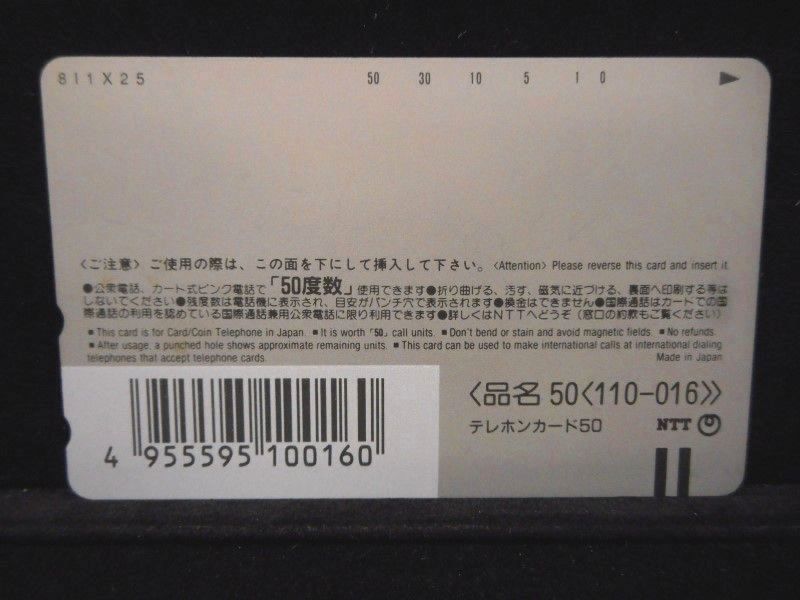 811X25 50 30 10 5 1 0
〈ご注意〉ご使用の際は、この面を下にして挿入して下さい。〈Attention〉Please reverse this card and insert it.
●公衆電話、カード式ピンク電話で「50度数」使用できます●折り曲げる、汚す、磁気に近づける、裏面へ印刷する等は
しないでください●残度数は電話機に表示され、目安がパンチ穴で表示されます●換金はできません●国際通話はカードでの国
際通話の利用を認めている国際通話兼用公衆電話に限り利用できます●詳しくはNTTへどうぞ（窓口の約款もご覧ください）
■This card is for Card/Coin Telephone in Japan. ■It is worth "50" call units. ■Don't bend or stain and avoid magnetic fields. ■No refunds.
■After usage, a punched hole shows approximate remaining units. ■This card can be used to make international calls at international dialing
telephones that accept telephone cards. Made in Japan
〈品名 50〈110-016〉〉
テレホンカード50 NTT
4 955595 100160